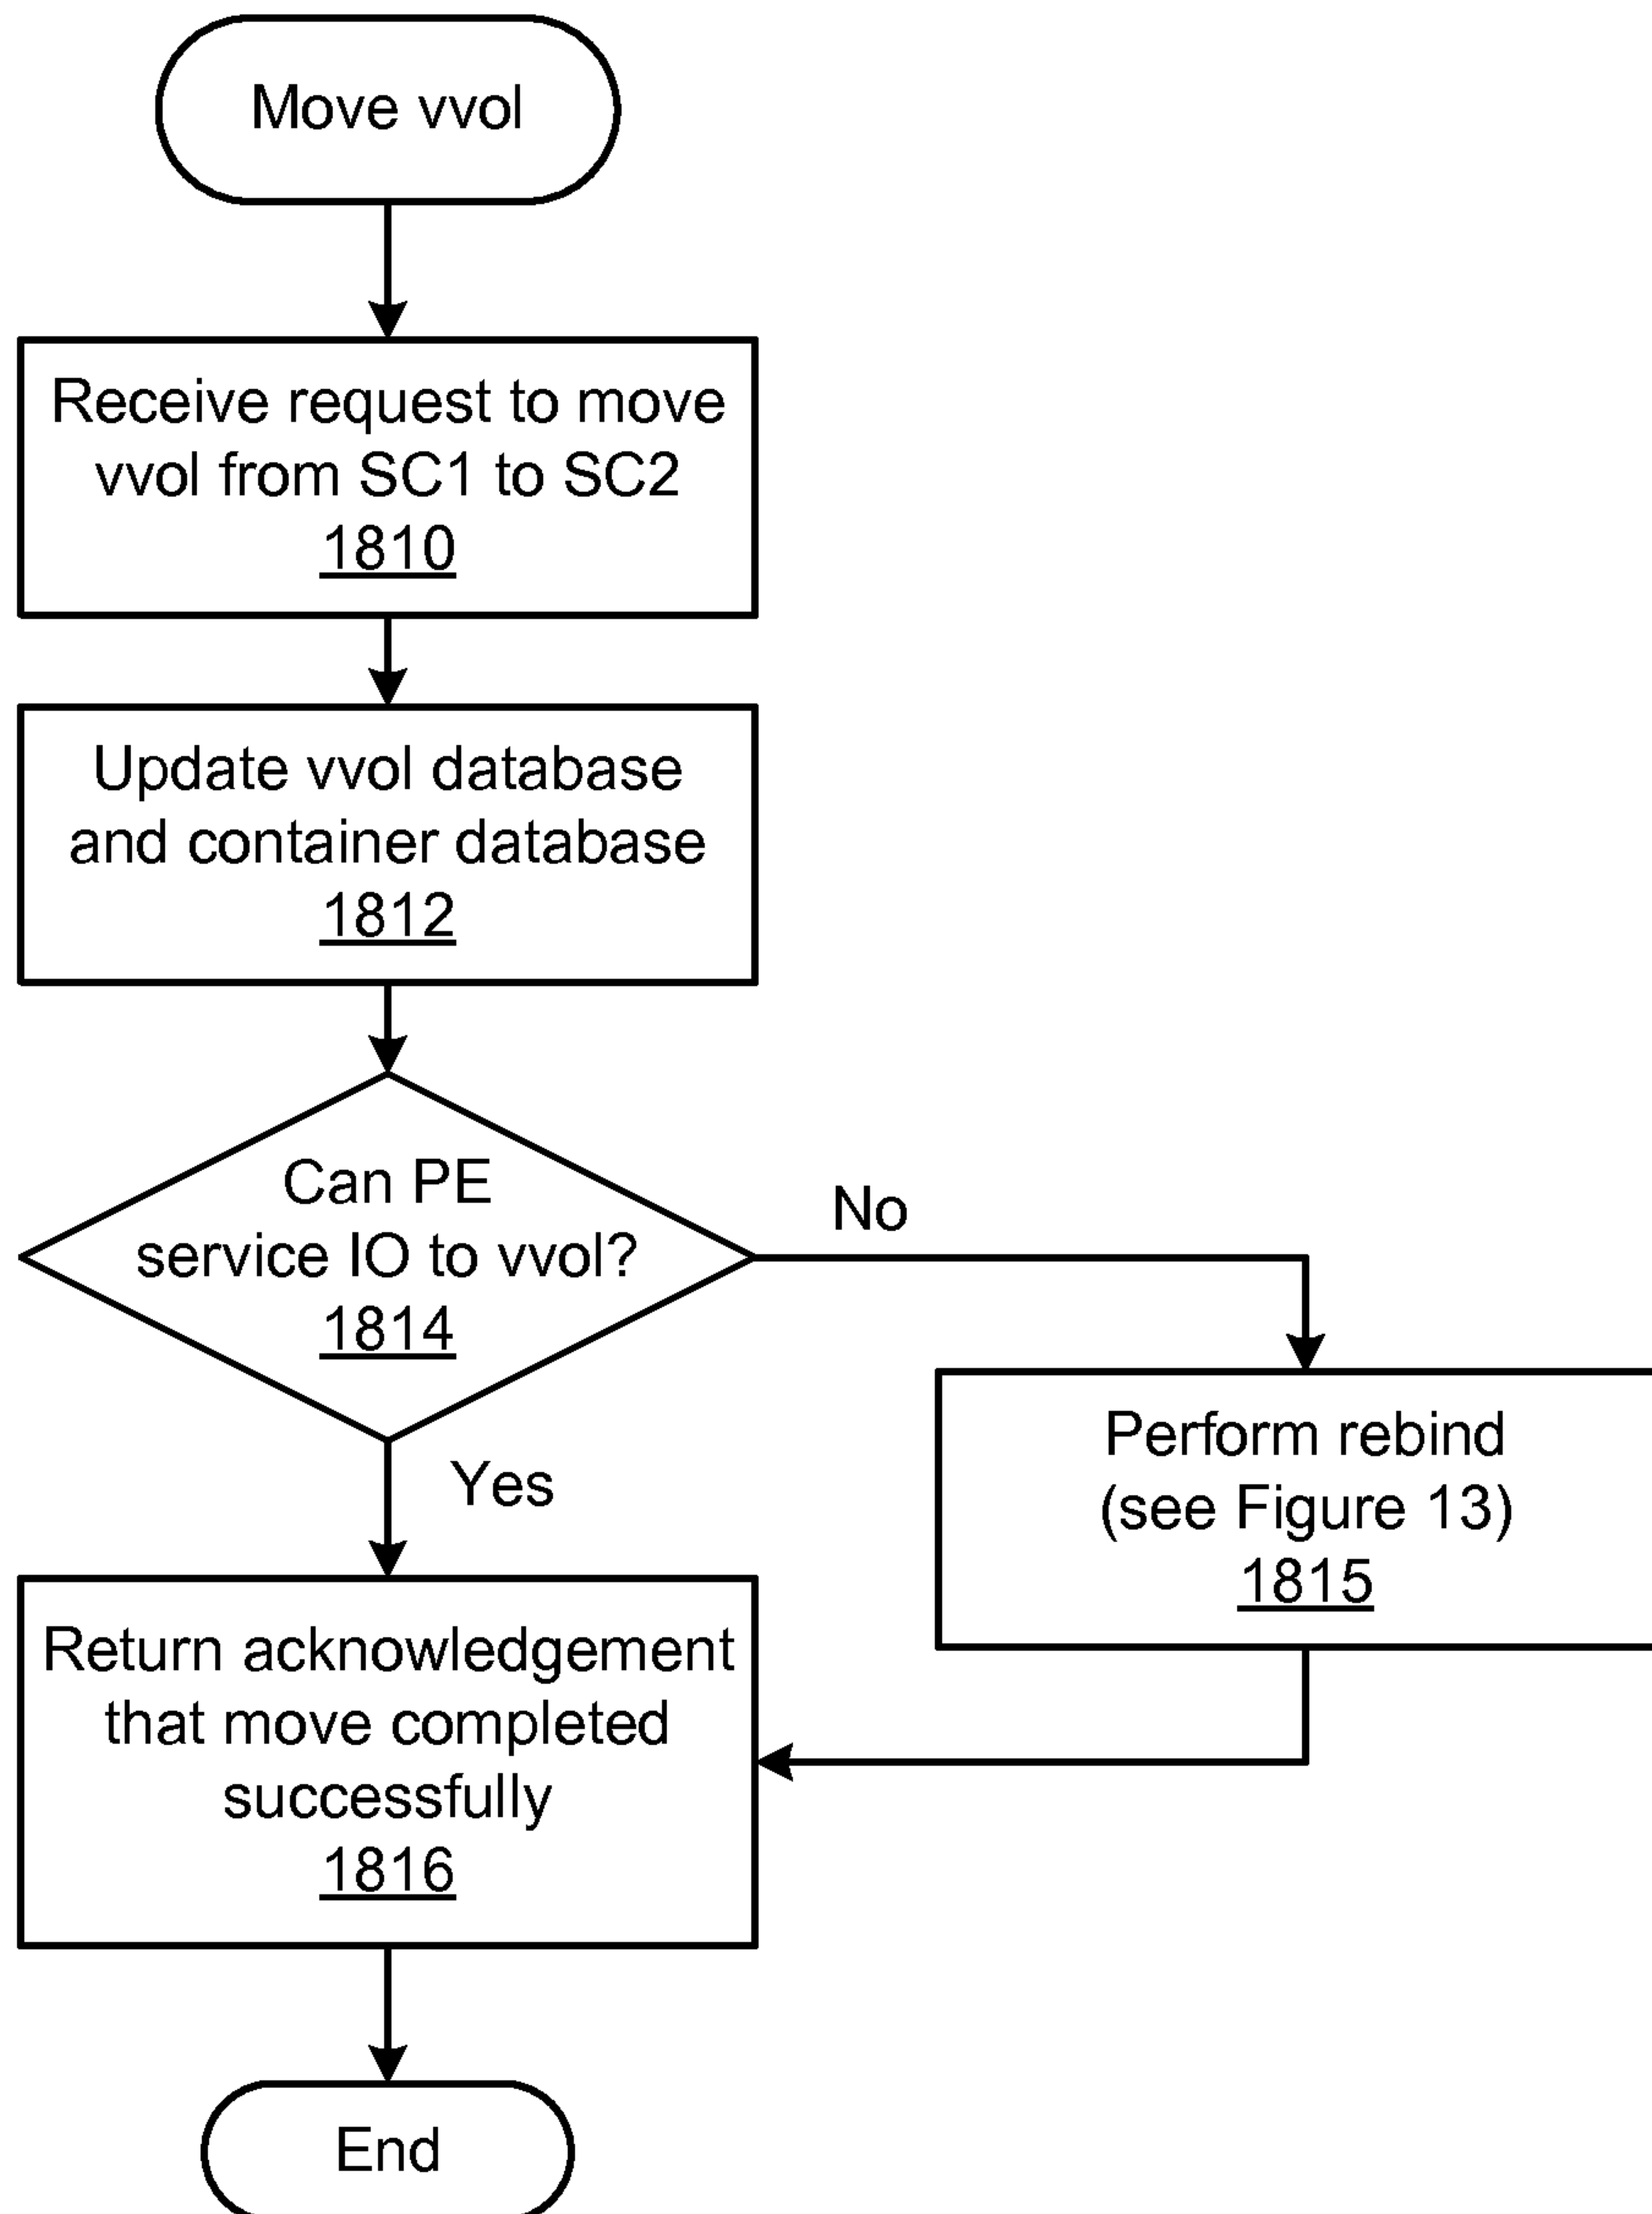 Move vvol
Receive request to move
vvol from SC1 to SC2
1810
Update vvol database
and container database
1812
Can PE
service IO to vvol?
1814
No
Yes
Perform rebind
(see Figure 13)
1815
Return acknowledgement
that move completed
successfully
1816
End